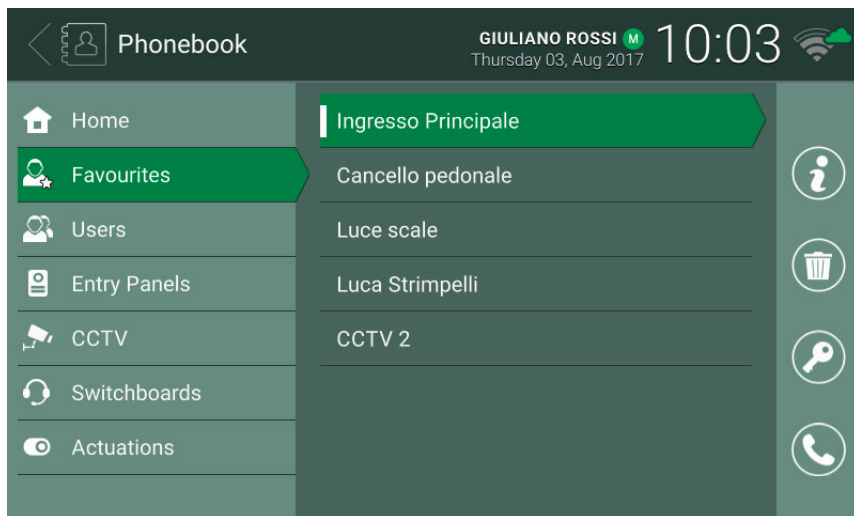 Phonebook
GIULIANO ROSSI M
Thursday 03, Aug 2017
10:03
Home
Favourites
Users
Entry Panels
CCTV
Switchboards
Actuations
Ingresso Principale
Cancello pedonale
Luce scale
Luca Strimpelli
CCTV 2